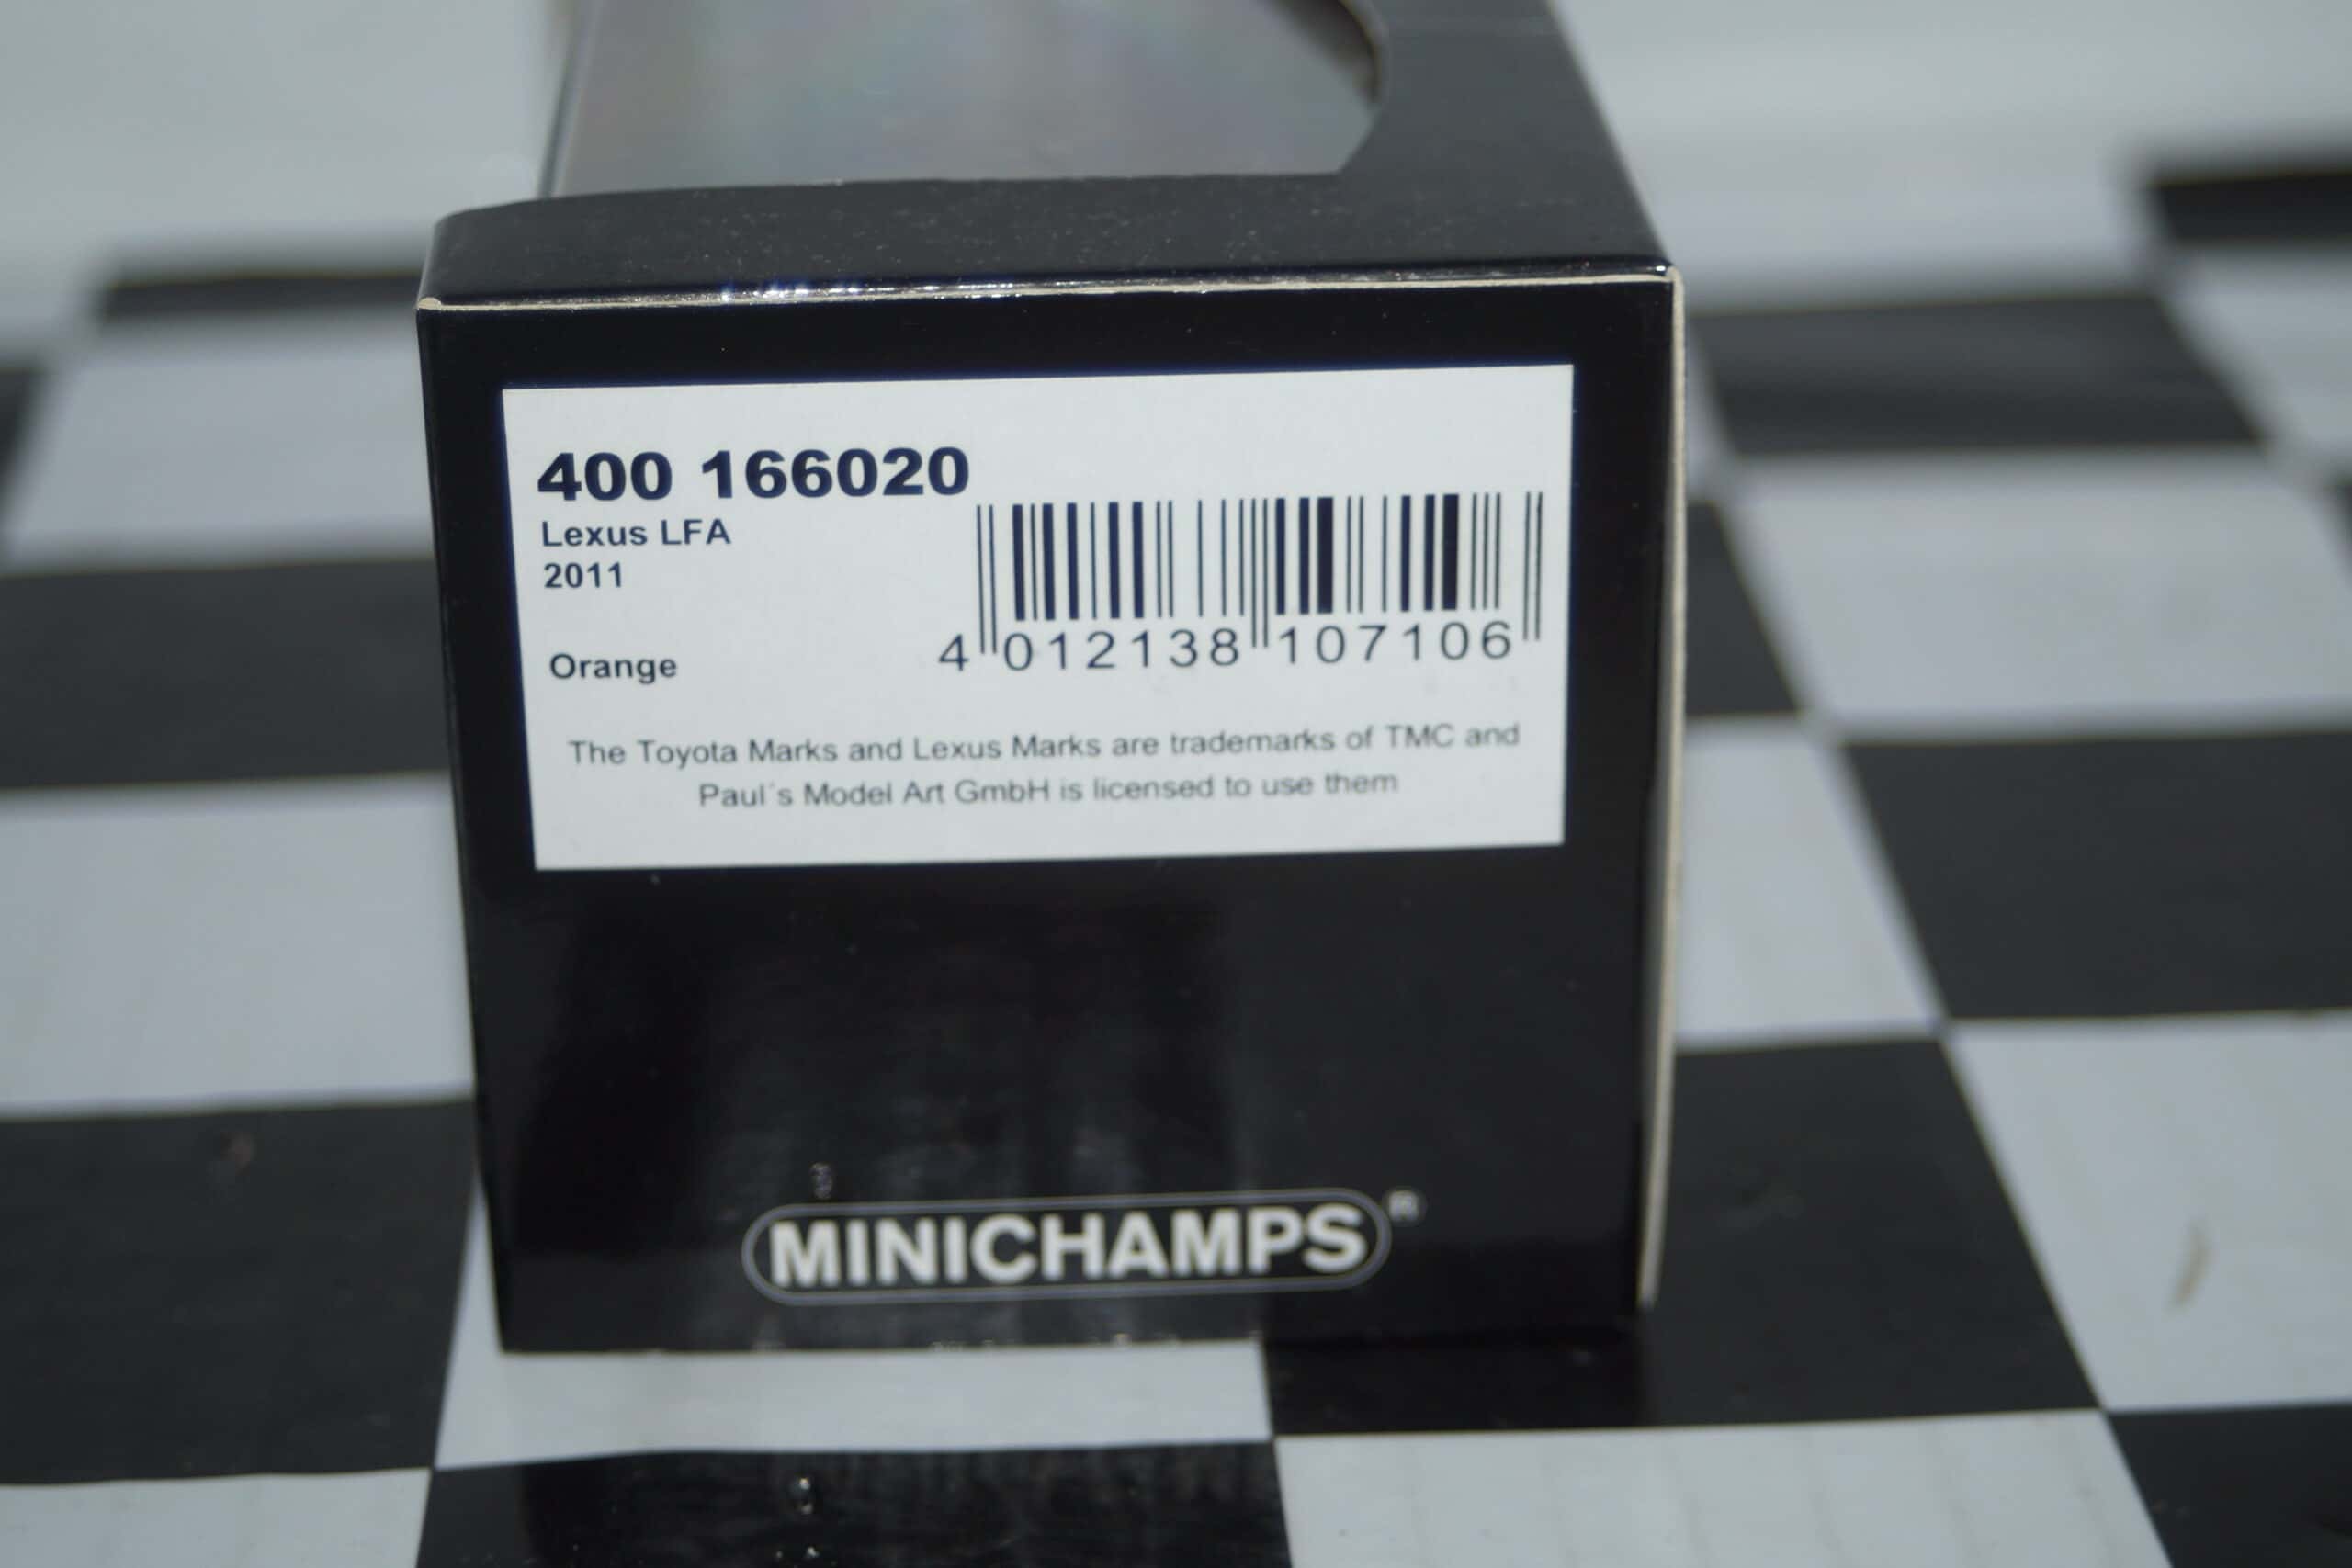 400 166020
Lexus LFA
2011
Orange
4 012138 107106
The Toyota Marks and Lexus Marks are trademarks of TMC and
Paul´s Model Art GmbH is licensed to use them
MINICHAMPS®